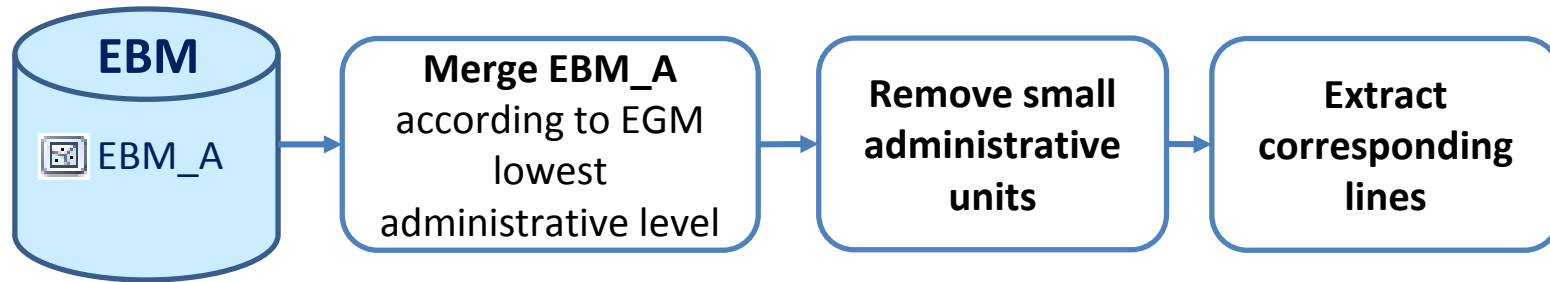 EBM
EBM_A
Merge EBM_A
according to EGM
lowest
administrative level
Remove small
administrative
units
Extract
corresponding
lines